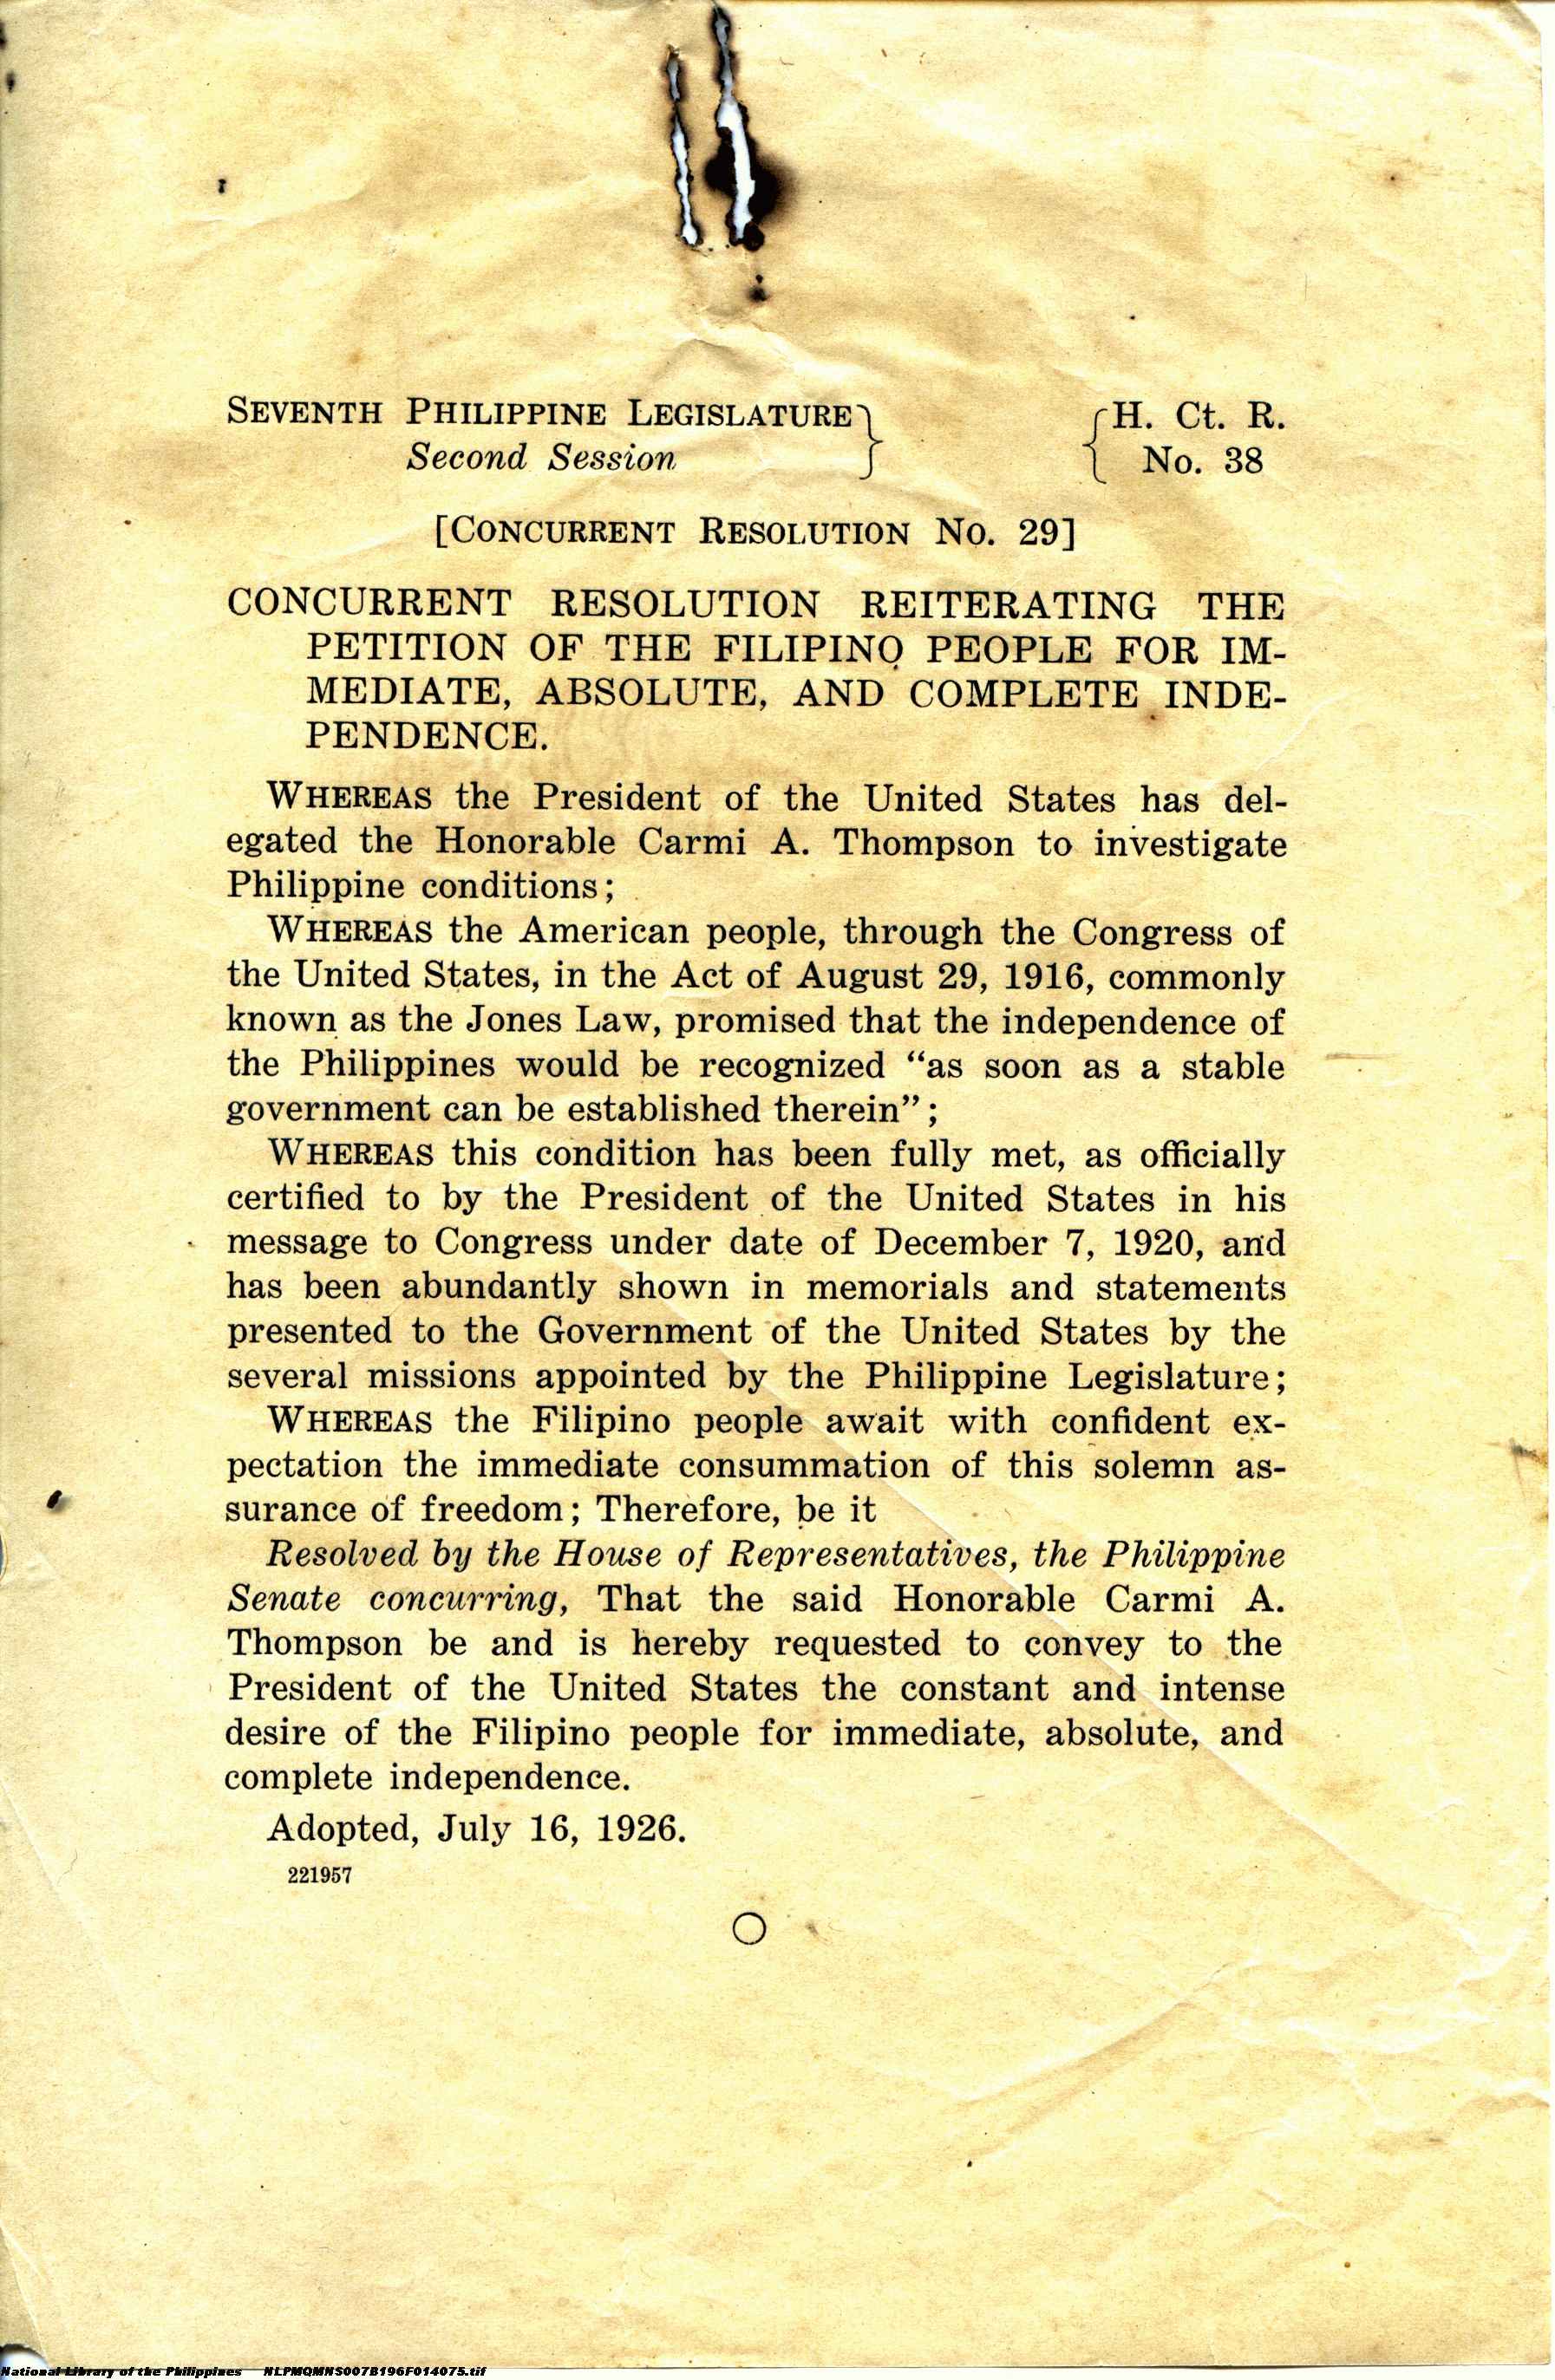 SEVENTH PHILIPPINE LEGISLATURE
Second Session
H. Ct. R.
No. 38
[CONCURRENT RESOLUTION NO. 29]
CONCURRENT RESOLUTION REITERATING THE
PETITION OF THE FILIPINO PEOPLE FOR IM-
MEDIATE, ABSOLUTE, AND COMPLETE INDE-
PENDENCE.
WHEREAS the President of the United States has del-
egated the Honorable Carmi A. Thompson to investigate
Philippine conditions;
WHEREAS the American people, through the Congress of
the United States, in the Act of August 29, 1916, commonly
known as the Jones Law, promised that the independence of
the Philippines would be recognized “as soon as a stable
government can be established therein”;
WHEREAS this condition has been fully met, as officially
certified to by the President of the United States in his
message to Congress under date of December 7, 1920, and
has been abundantly shown in memorials and statements
presented to the Government of the United States by the
several missions appointed by the Philippine Legislature;
WHEREAS the Filipino people await with confident ex-
pectation the immediate consummation of this solemn as-
surance of freedom; Therefore, be it
Resolved by the House of Representatives, the Philippine
Senate concurring, That the said Honorable Carmi A.
Thompson be and is hereby requested to convey to the
President of the United States the constant and intense
desire of the Filipino people for immediate, absolute, and
complete independence.
Adopted, July 16, 1926.
221957
National Library of the Philippines NLPMQMNS007B196F014075.tif